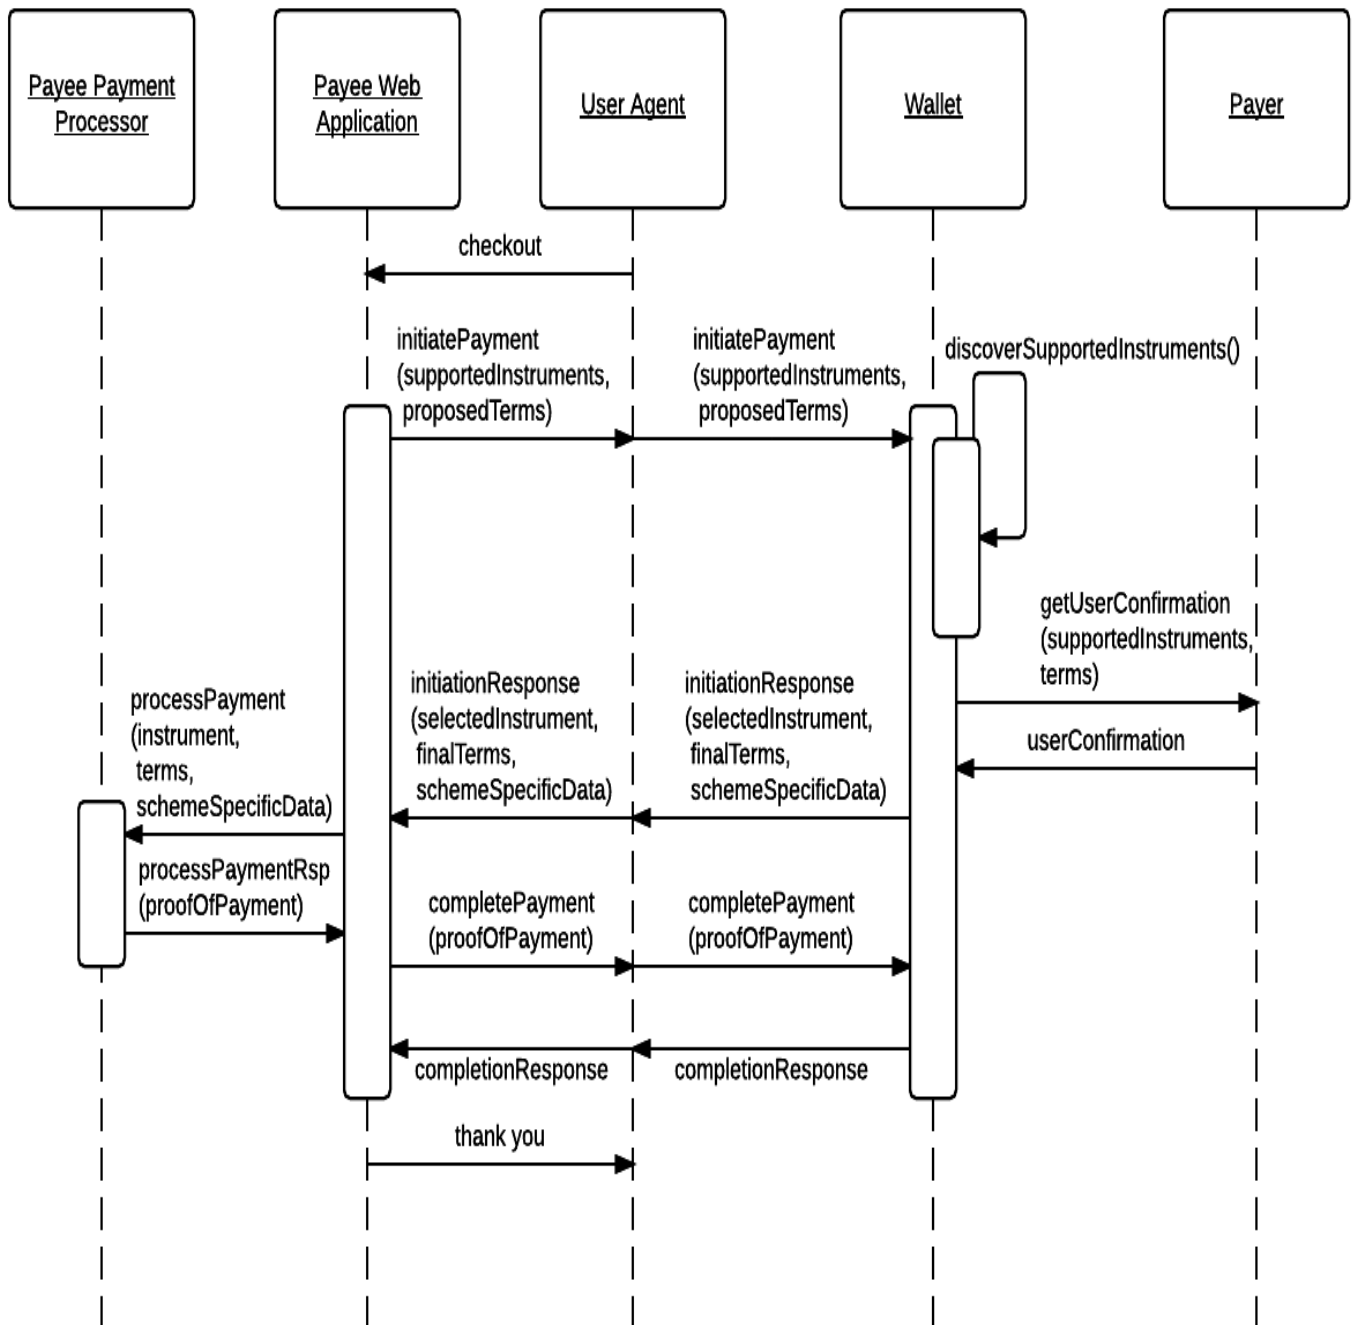 Payee Payment
Processor
Payee Web
Application
User Agent
Wallet
Payer
checkout
initiatePayment
(supportedInstruments,
proposedTerms)
initiatePayment
(supportedInstruments,
proposedTerms)
discoverSupportedInstruments()
getUserConfirmation
(supportedInstruments,
terms)
userConfirmation
initiationResponse
(selectedInstrument,
finalTerms,
schemeSpecificData)
initiationResponse
(selectedInstrument,
finalTerms,
schemeSpecificData)
processPayment
(instrument,
terms,
schemeSpecificData)
processPaymentRsp
(proofOfPayment)
completePayment
(proofOfPayment)
completePayment
(proofOfPayment)
completionResponse
completionResponse
thank you